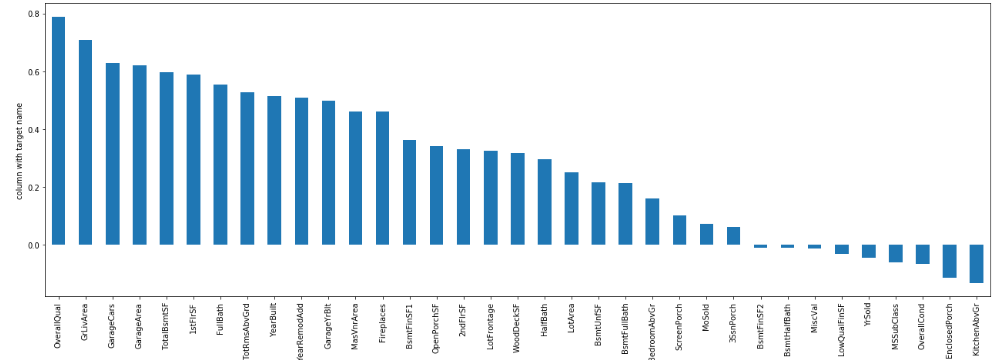 0.8
0.6
0.4
0.2
0.0
column with target name
OverallQual
GrLivArea
GarageCars
GarageArea
TotalBsmtSF
1stFlrSF
FullBath
TotRmsAbvGrd
YearBuilt
YearRemodAdd
GarageYrBlt
MasVnrArea
Fireplaces
BsmtFinSF1
OpenPorchSF
2ndFlrSF
LotFrontage
WoodDeckSF
HalfBath
LotArea
BsmtUnfSF
BsmtFullBath
BedroomAbvGr
ScreenPorch
MoSold
3SsnPorch
BsmtFinSF2
BsmtHalfBath
MiscVal
LowQualFinSF
YrSold
MSSubClass
OverallCond
EnclosedPorch
KitchenAbvGr